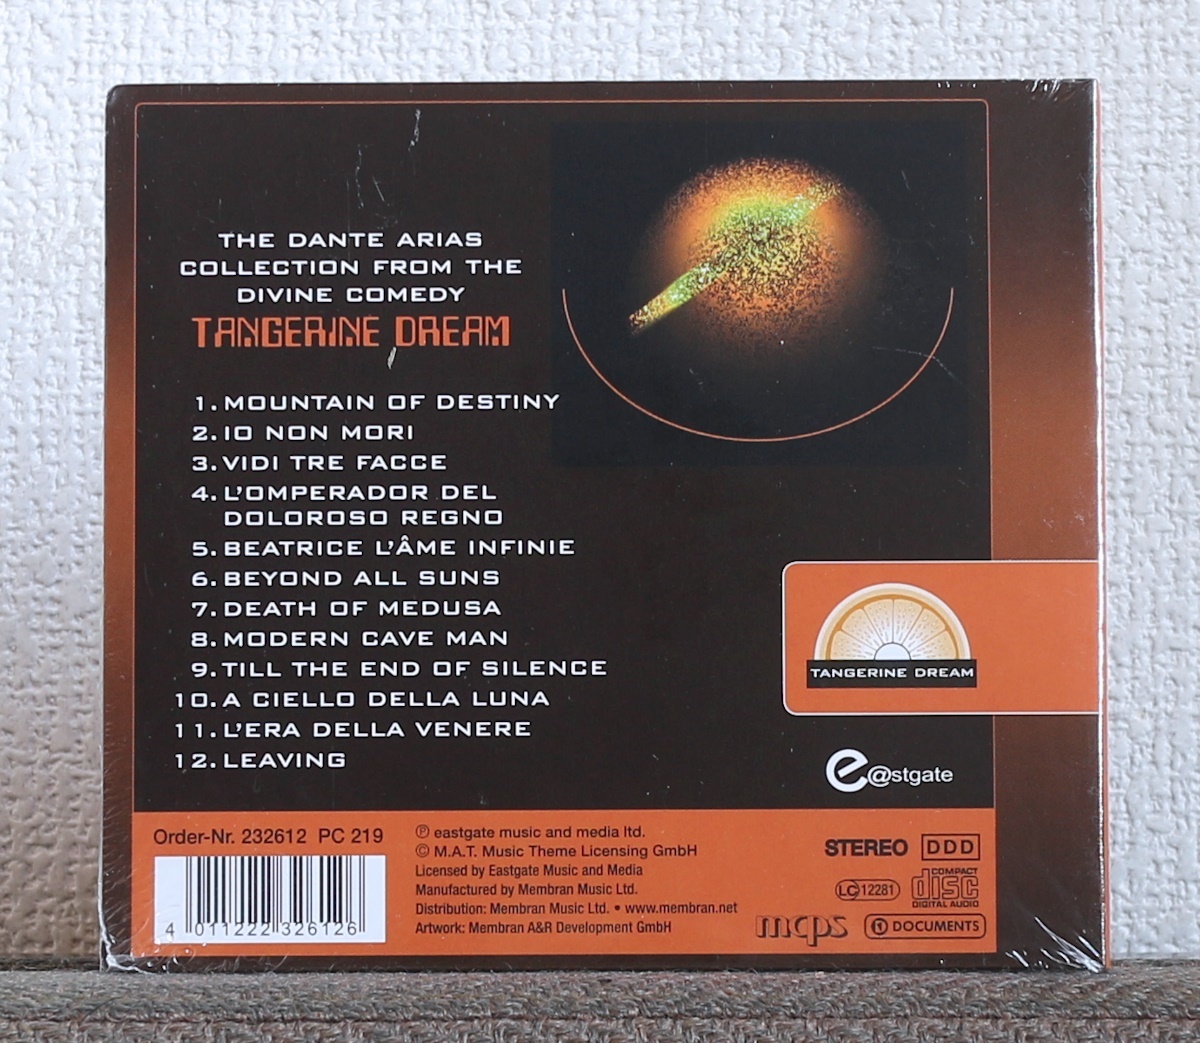 THE DANTE ARIAS
COLLECTION FROM THE
DIVINE COMEDY
TANGERINE DREAM
1. MOUNTAIN OF DESTINY
2. IO NON MORI
3. VIDI TRE FACCE
4. L'OMPERADOR DEL
DOLOROSO REGNO
5. BEATRICE L'ÂME INFINIE
6. BEYOND ALL SUNS
7. DEATH OF MEDUSA
8. MODERN CAVE MAN
9. TILL THE END OF SILENCE
10. A CIELLO DELLA LUNA
11. L'ERA DELLA VENERE
12. LEAVING
TANGERINE DREAM
e@stgate
Order-Nr. 232612 PC 219
4 011222 326126
℗ eastgate music and media ltd.
© M.A.T. Music Theme Licensing GmbH
Licensed by Eastgate Music and Media
Manufactured by Membran Music Ltd.
Distribution: Membran Music Ltd. • www.membran.net
Artwork: Membran A&R Development GmbH
STEREO DDD
LC 12281
COMPACT
disc
DIGITAL AUDIO
mcps
DOCUMENTS